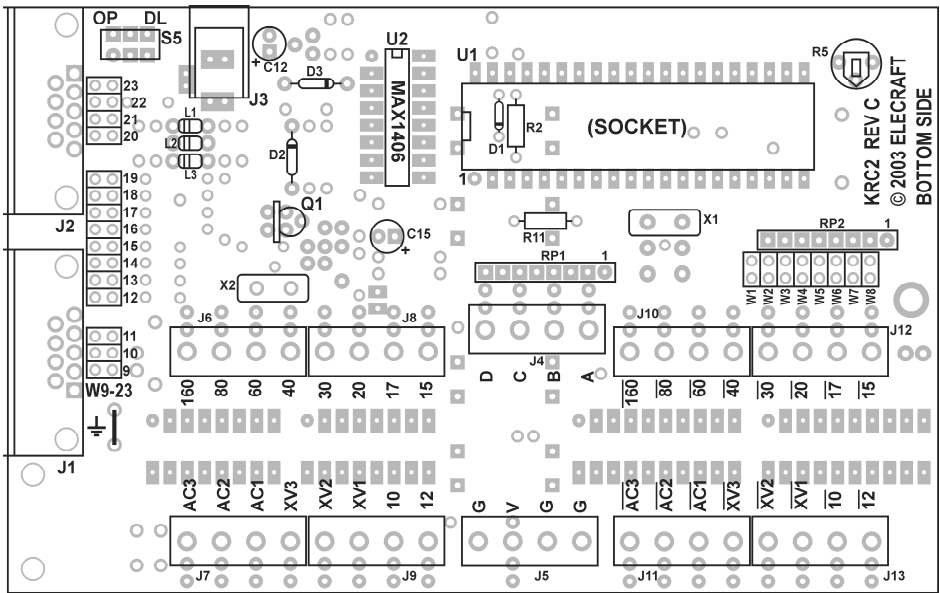 OP DL
S5
J3
C12
+
D3
U2
MAX1406
U1
(SOCKET)
1
D1
R2
R5
KRC2 REV C
© 2003 ELECRAFT
BOTTOM SIDE
23
22
21
20
L1
L2
L3
D2
J2
19
18
17
16
15
14
13
12
Q1
C15
+
R11
X1
RP2 1
W1 W2 W3 W4 W5 W6 W7 W8
RP1 1
X2
11
10
9
W9-23
J1
J6 J8
160 80 60 40 30 20 17 15
J4
D C B A
J10 J12
160 80 60 40 30 20 17 15
AC3 AC2 AC1 XV3 XV2 XV1 10 12
J7 J9
G V G G
J5
AC3 AC2 AC1 XV3 XV2 XV1 10 12
J11 J13